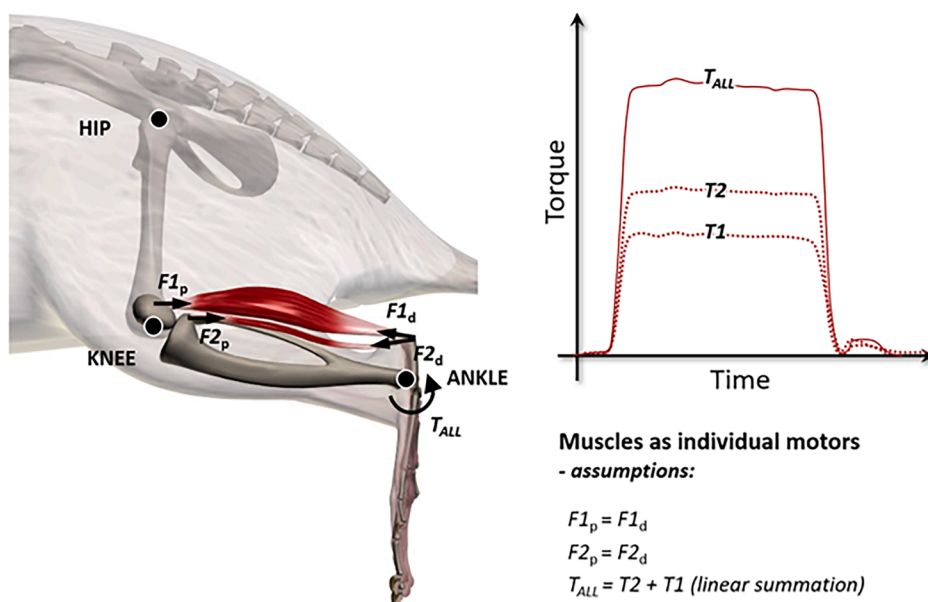 HIP
F1p
F1d
F2p
F2d
KNEE
ANKLE
TALL
Torque
TALL
T2
T1
Time
Muscles as individual motors
- assumptions:
F1p = F1d
F2p = F2d
TALL = T2 + T1 (linear summation)